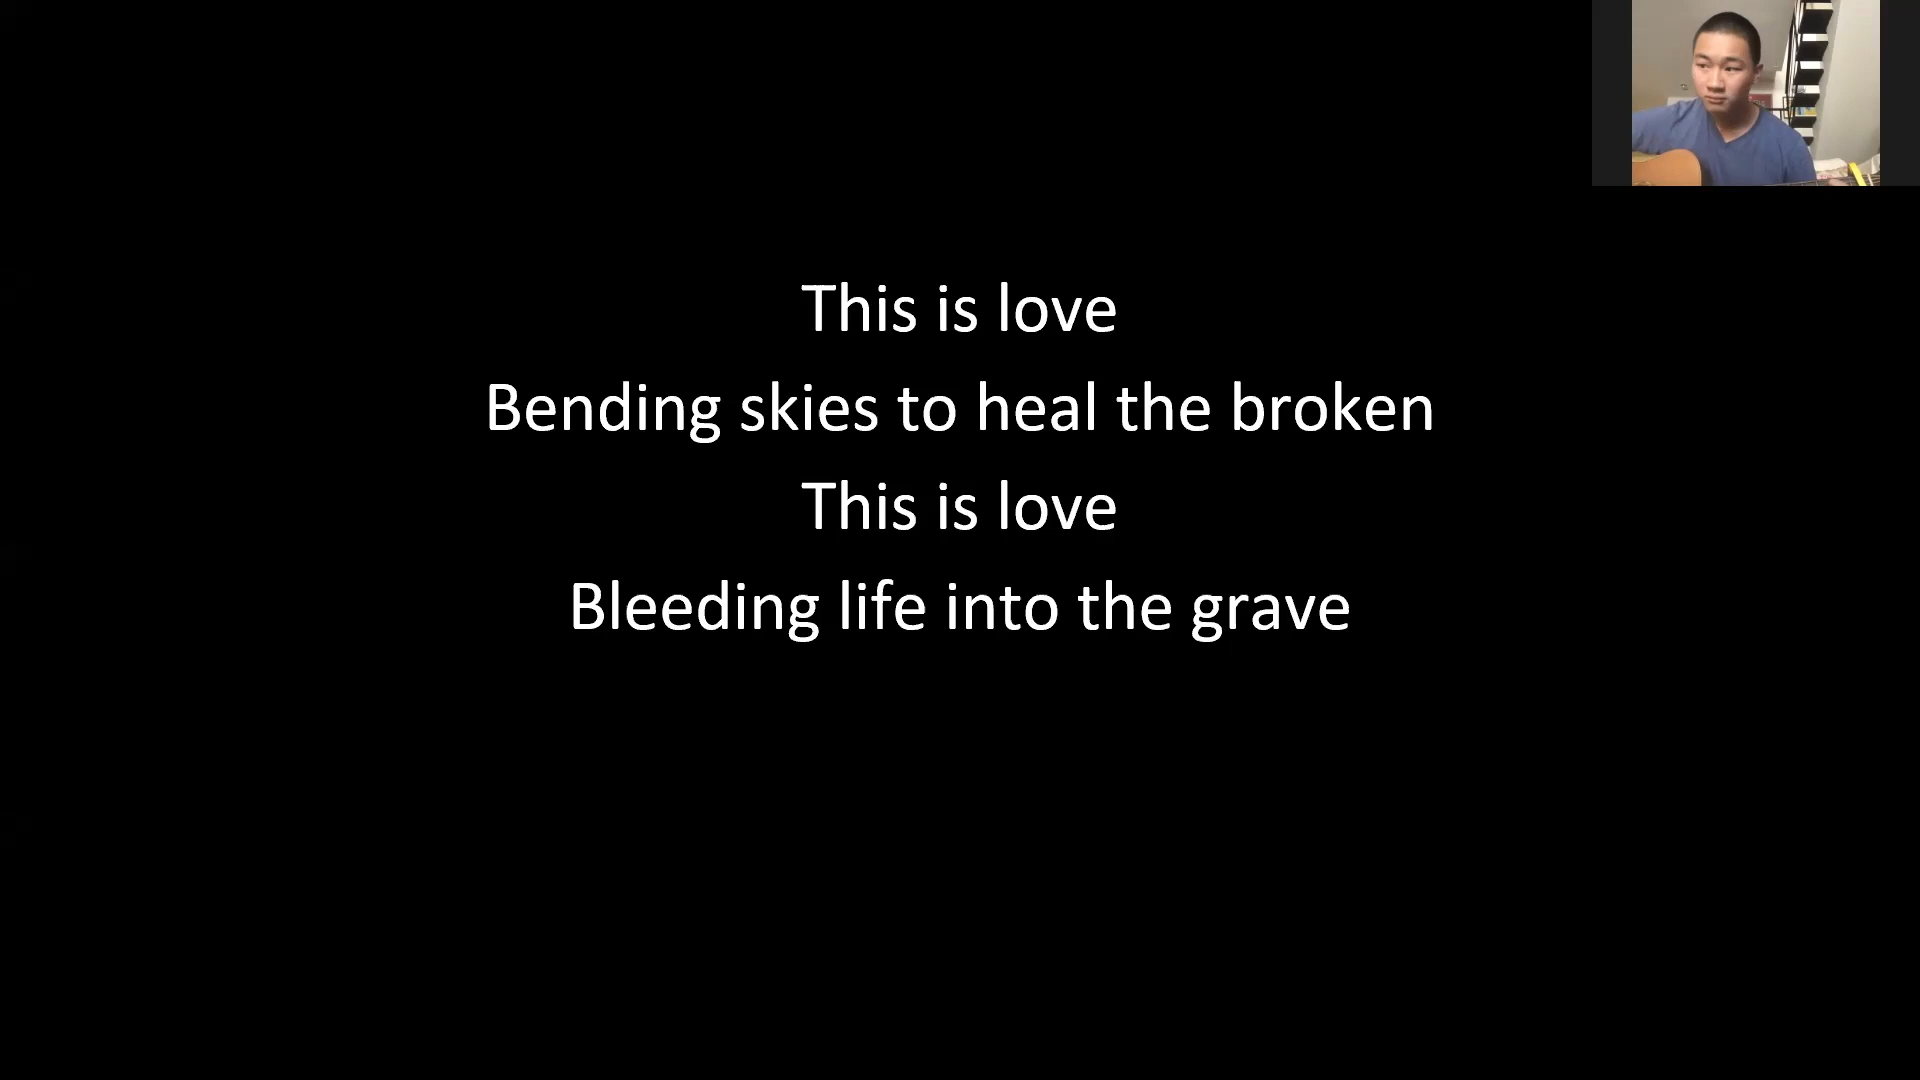 This is love
Bending skies to heal the broken
This is love
Bleeding life into the grave